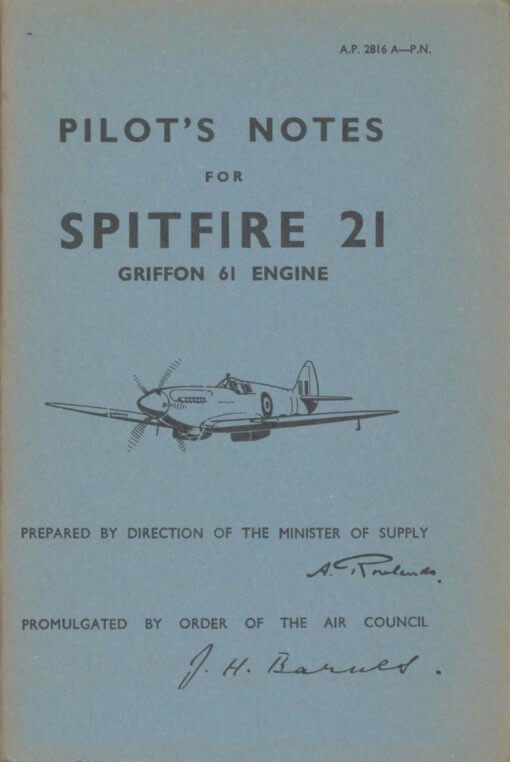 A.P. 2816 A—P.N.
PILOT'S NOTES
FOR
SPITFIRE 21
GRIFFON 61 ENGINE
PREPARED BY DIRECTION OF THE MINISTER OF SUPPLY
A. Rowlands.
PROMULGATED BY ORDER OF THE AIR COUNCIL
J. H. Barnes.